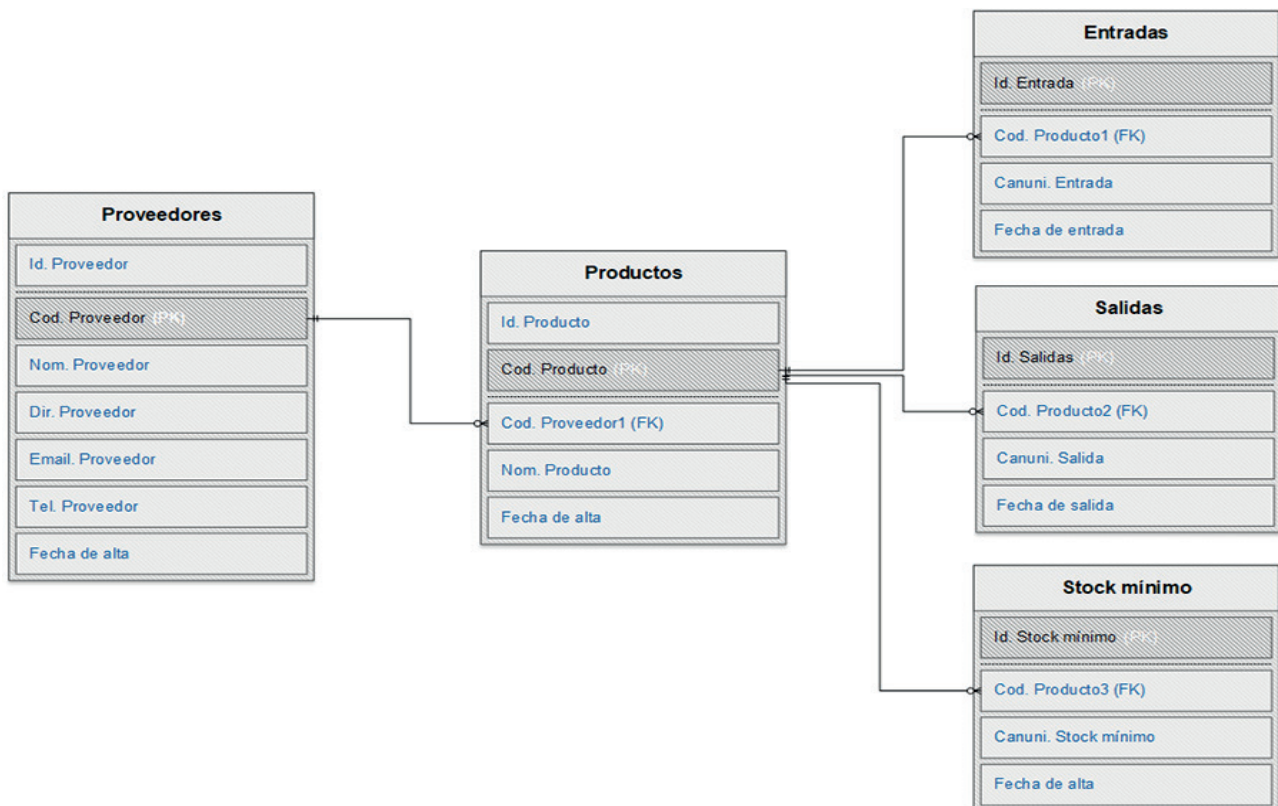 Proveedores
Id. Proveedor
Cod. Proveedor (PK)
Nom. Proveedor
Dir. Proveedor
Email. Proveedor
Tel. Proveedor
Fecha de alta
Productos
Id. Producto
Cod. Producto (PK)
Cod. Proveedor1 (FK)
Nom. Producto
Fecha de alta
Entradas
Id. Entrada (PK)
Cod. Producto1 (FK)
Canuni. Entrada
Fecha de entrada
Salidas
Id. Salidas (PK)
Cod. Producto2 (FK)
Canuni. Salida
Fecha de salida
Stock mínimo
Id. Stock mínimo (PK)
Cod. Producto3 (FK)
Canuni. Stock mínimo
Fecha de alta